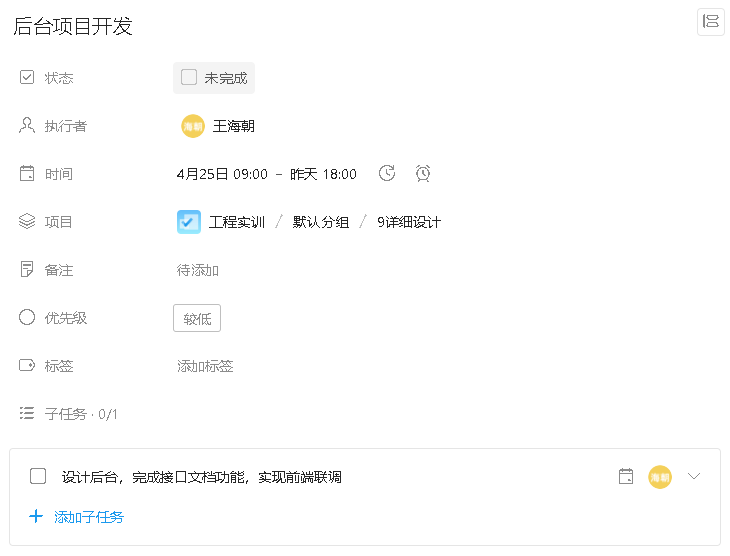 后台项目开发
状态 未完成
执行者 海朝 王海朝
时间 4月25日 09:00 – 昨天 18:00
项目 工程实训 / 默认分组 / 9详细设计
备注 待添加
优先级 较低
标签 添加标签
子任务 · 0/1
设计后台，完成接口文档功能，实现前端联调 海朝
+ 添加子任务